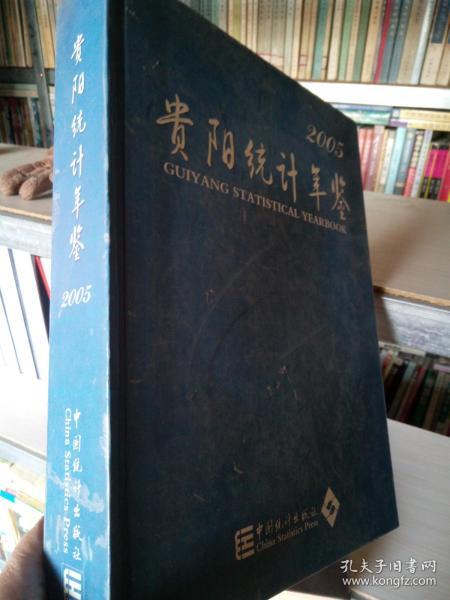 贵阳统计年鉴
2005
中国统计出版社
China Statistics Press
2005
贵阳统计年鉴
GUIYANG STATISTICAL YEARBOOK
中国统计出版社
China Statistics Press
孔夫子旧书网
kongfz.com